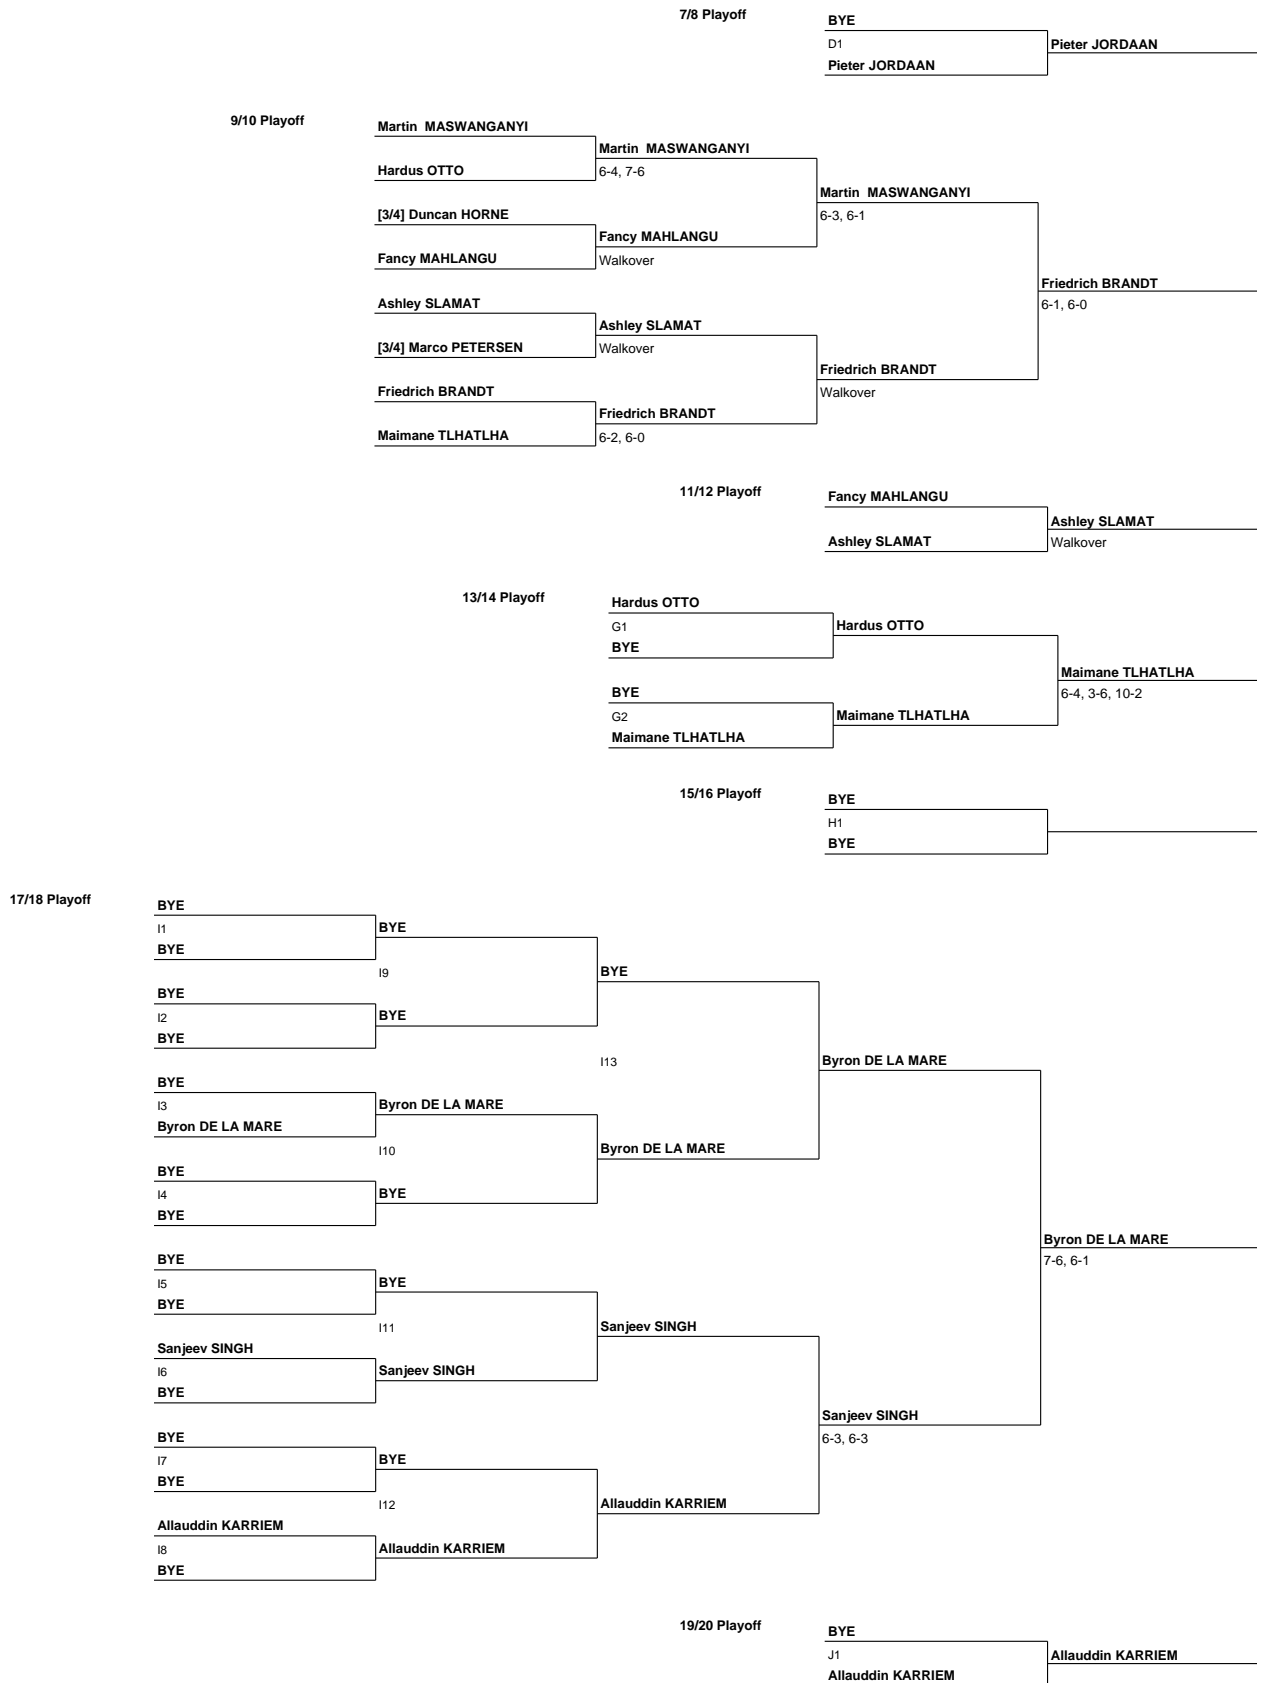 7/8 Playoff
BYE
D1
Pieter JORDAAN
Pieter JORDAAN
9/10 Playoff
Martin MASWANGANYI
Martin MASWANGANYI
Hardus OTTO
6-4, 7-6
Martin MASWANGANYI
[3/4] Duncan HORNE
6-3, 6-1
Fancy MAHLANGU
Fancy MAHLANGU
Walkover
Friedrich BRANDT
Ashley SLAMAT
6-1, 6-0
Ashley SLAMAT
[3/4] Marco PETERSEN
Walkover
Friedrich BRANDT
Friedrich BRANDT
Walkover
Friedrich BRANDT
Maimane TLHATLHA
6-2, 6-0
11/12 Playoff
Fancy MAHLANGU
Ashley SLAMAT
Ashley SLAMAT
Walkover
13/14 Playoff
Hardus OTTO
G1
Hardus OTTO
BYE
Maimane TLHATLHA
BYE
6-4, 3-6, 10-2
G2
Maimane TLHATLHA
Maimane TLHATLHA
15/16 Playoff
BYE
H1
BYE
17/18 Playoff
BYE
I1
BYE
BYE
I9
BYE
BYE
I2
BYE
BYE
I13
Byron DE LA MARE
BYE
I3
Byron DE LA MARE
Byron DE LA MARE
I10
Byron DE LA MARE
BYE
I4
BYE
BYE
Byron DE LA MARE
BYE
7-6, 6-1
I5
BYE
BYE
I11
Sanjeev SINGH
Sanjeev SINGH
I6
Sanjeev SINGH
BYE
Sanjeev SINGH
BYE
6-3, 6-3
I7
BYE
BYE
I12
Allauddin KARRIEM
Allauddin KARRIEM
I8
Allauddin KARRIEM
BYE
19/20 Playoff
BYE
J1
Allauddin KARRIEM
Allauddin KARRIEM